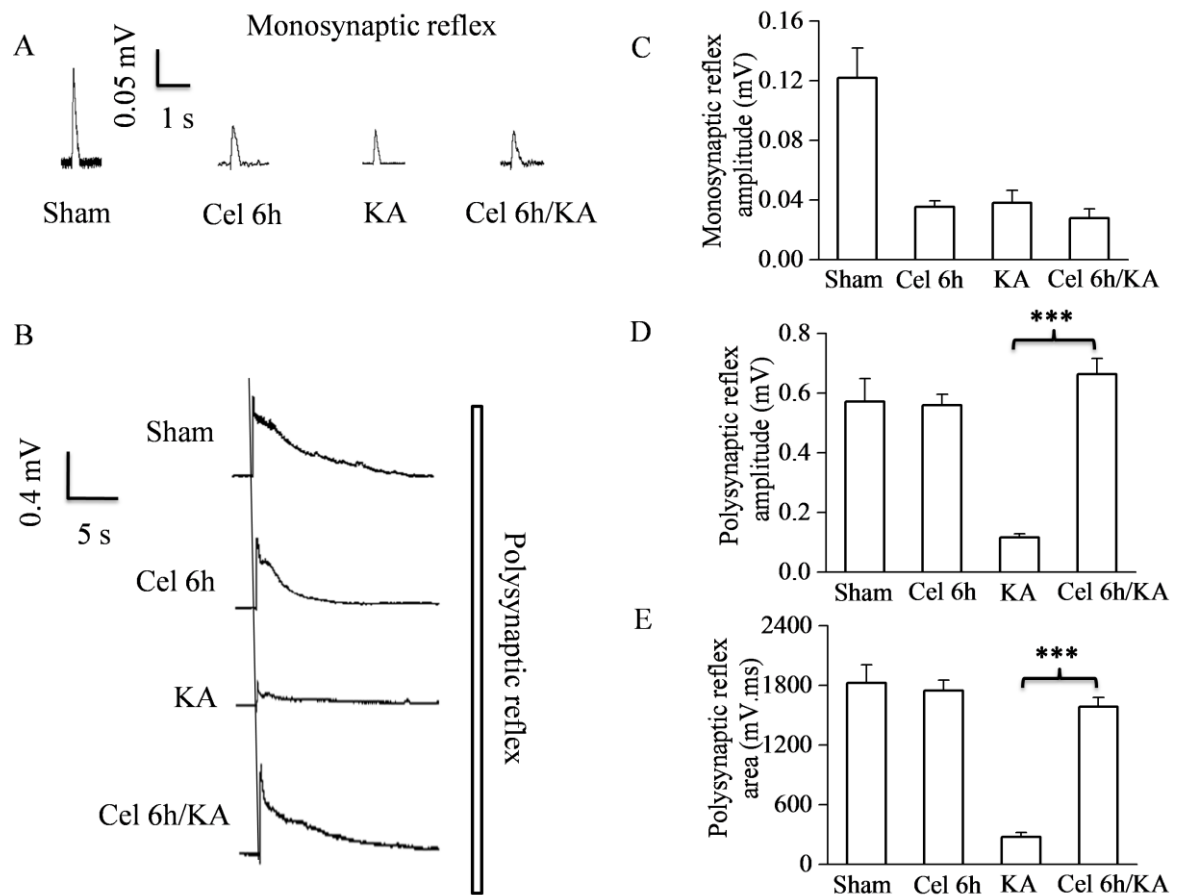 A
Monosynaptic reflex
0.05 mV
1 s
Sham
Cel 6h
KA
Cel 6h/KA
B
0.4 mV
5 s
Sham
Cel 6h
KA
Cel 6h/KA
Polysynaptic reflex
C
Monosynaptic reflex
amplitude (mV)
0.16
0.12
0.08
0.04
0.00
Sham
Cel 6h
KA
Cel 6h/KA
D
Polysynaptic reflex
amplitude (mV)
0.8
0.6
0.4
0.2
0.0
***
Sham
Cel 6h
KA
Cel 6h/KA
E
Polysynaptic reflex
area (mV.ms)
2400
1800
1200
600
0
***
Sham
Cel 6h
KA
Cel 6h/KA